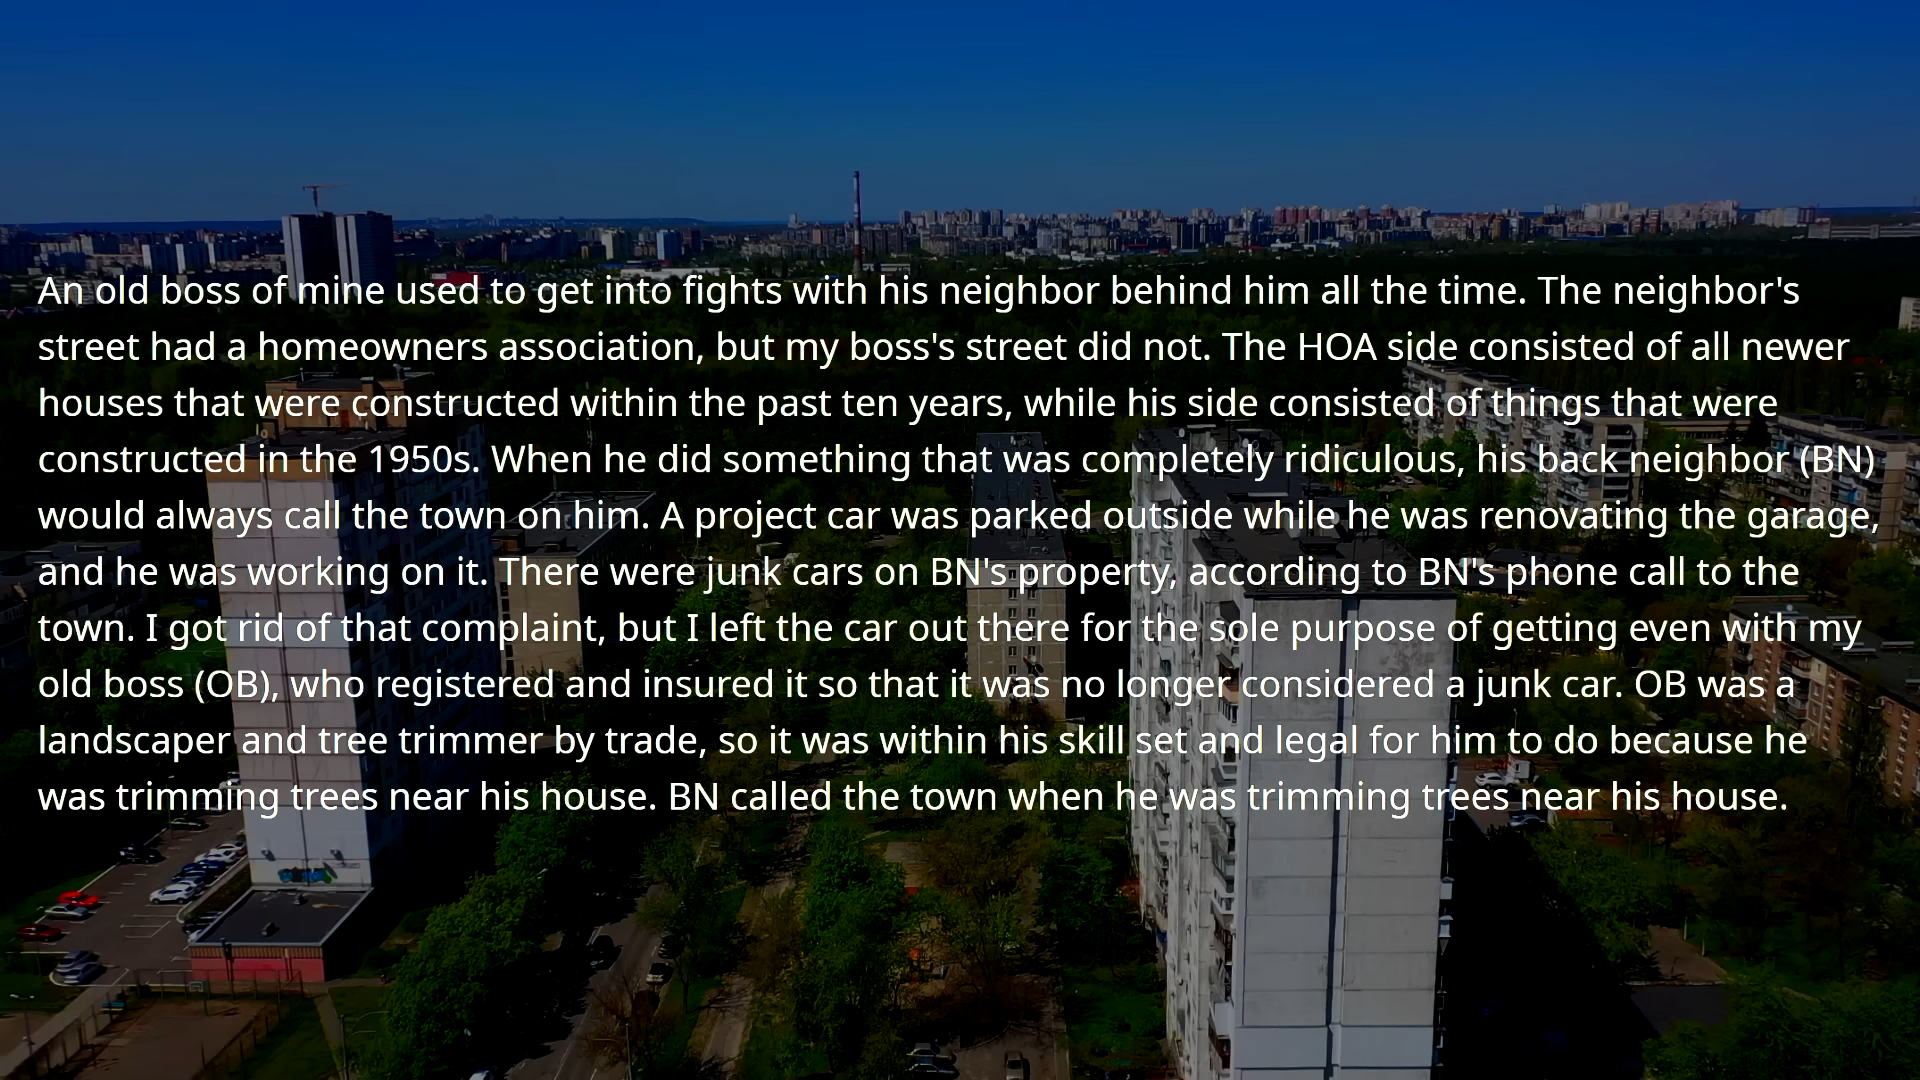 An old boss of mine used to get into fights with his neighbor behind him all the time. The neighbor's
street had a homeowners association, but my boss's street did not. The HOA side consisted of all newer
houses that were constructed within the past ten years, while his side consisted of things that were
constructed in the 1950s. When he did something that was completely ridiculous, his back neighbor (BN)
would always call the town on him. A project car was parked outside while he was renovating the garage,
and he was working on it. There were junk cars on BN's property, according to BN's phone call to the
town. I got rid of that complaint, but I left the car out there for the sole purpose of getting even with my
old boss (OB), who registered and insured it so that it was no longer considered a junk car. OB was a
landscaper and tree trimmer by trade, so it was within his skill set and legal for him to do because he
was trimming trees near his house. BN called the town when he was trimming trees near his house.